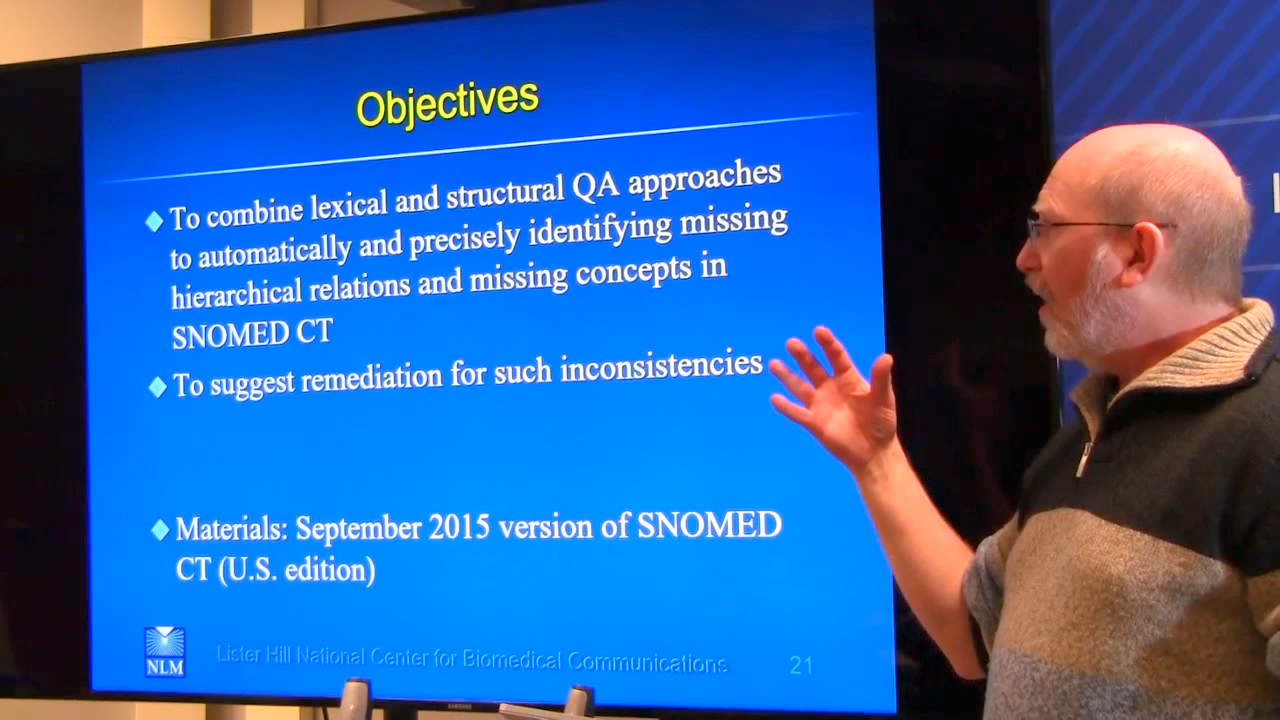 Objectives
To combine lexical and structural QA approaches
to automatically and precisely identifying missing
hierarchical relations and missing concepts in
SNOMED CT
To suggest remediation for such inconsistencies
Materials: September 2015 version of SNOMED
CT (U.S. edition)
NLM
Lister Hill National Center for Biomedical Communications
21
SAMSUNG